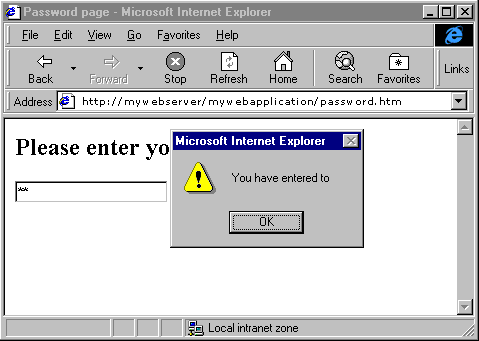 Password page - Microsoft Internet Explorer
File Edit View Go Favorites Help
Back Forward Stop Refresh Home Search Favorites Links
Address http://mywebserver/mywebapplication/password.htm
Please enter yo
**
Microsoft Internet Explorer
You have entered to
OK
Local intranet zone